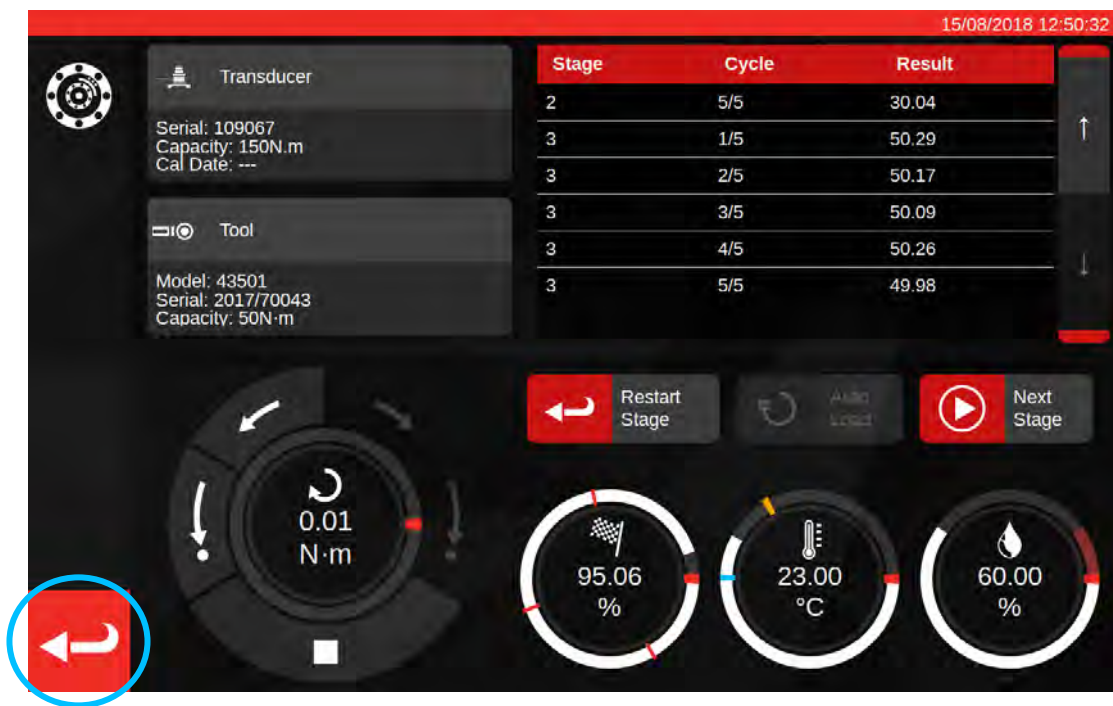 15/08/2018 12:50:32
Transducer
Serial: 109067
Capacity: 150N.m
Cal Date: ---
Tool
Model: 43501
Serial: 2017/70043
Capacity: 50N·m
Stage Cycle Result
2 5/5 30.04
3 1/5 50.29
3 2/5 50.17
3 3/5 50.09
3 4/5 50.26
3 5/5 49.98
Restart
Stage
Auto
Next
Stage
0.01
N·m
95.06
%
23.00
°C
60.00
%